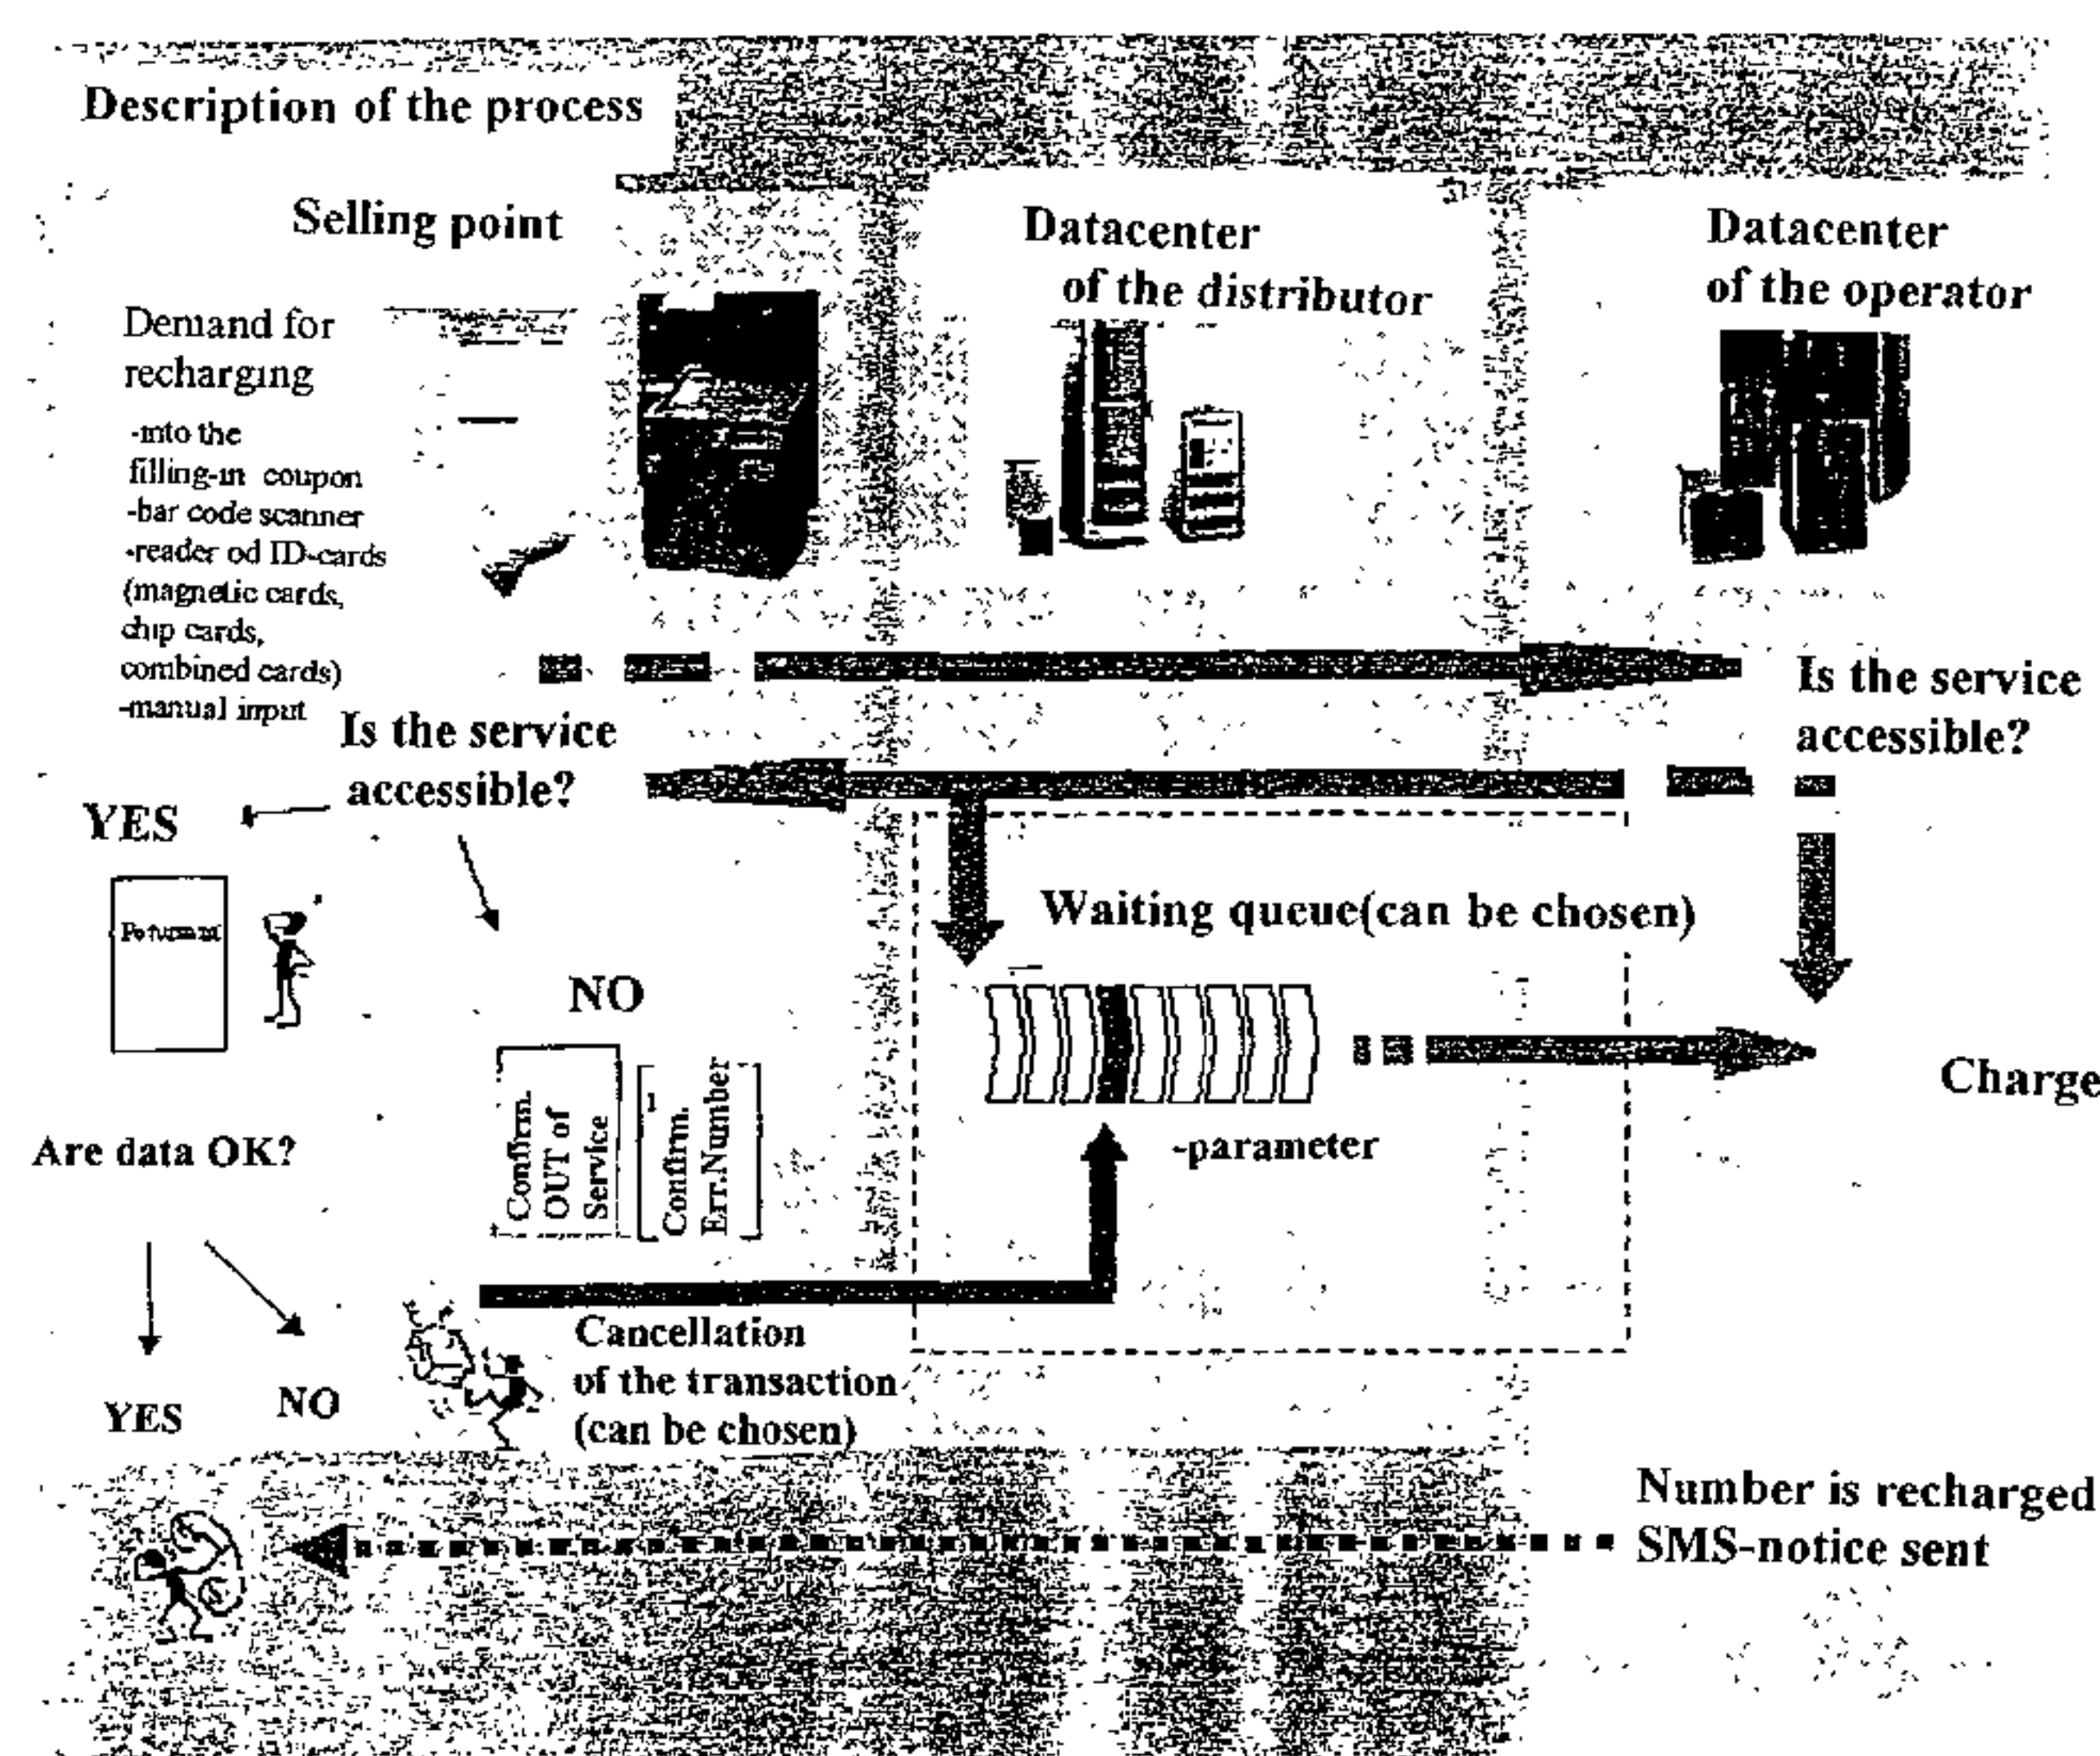 Description of the process
Selling point
Datacenter
of the distributor
Datacenter
of the operator
Demand for
recharging
-into the
filling-in coupon
-bar code scanner
-reader od ID-cards
(magnetic cards,
chip cards,
combined cards)
-manual input
Is the service
accessible?
Is the service
accessible?
YES
NO
Waiting queue(can be chosen)
Confirm.
OUT of
Service
Confirm.
Err.Number
-parameter
Charge
Are data OK?
YES
NO
Cancellation
of the transaction
(can be chosen)
Number is recharged
SMS-notice sent